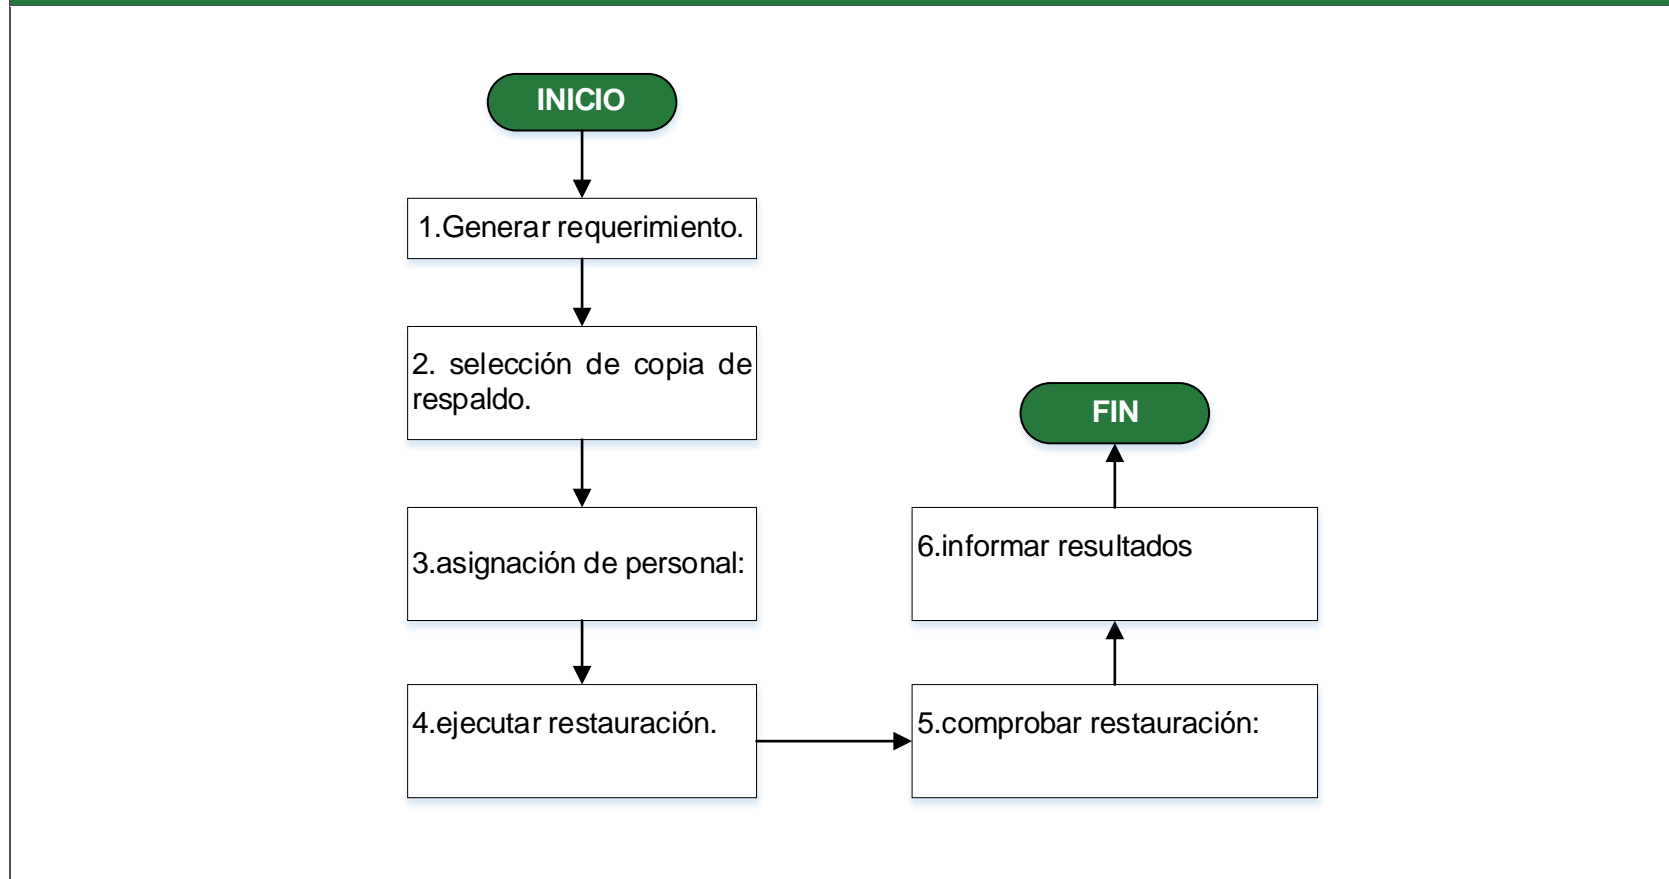 INICIO
1.Generar requerimiento.
2. selección de copia de
respaldo.
3.asignación de personal:
4.ejecutar restauración.
5.comprobar restauración:
6.informar resultados
FIN